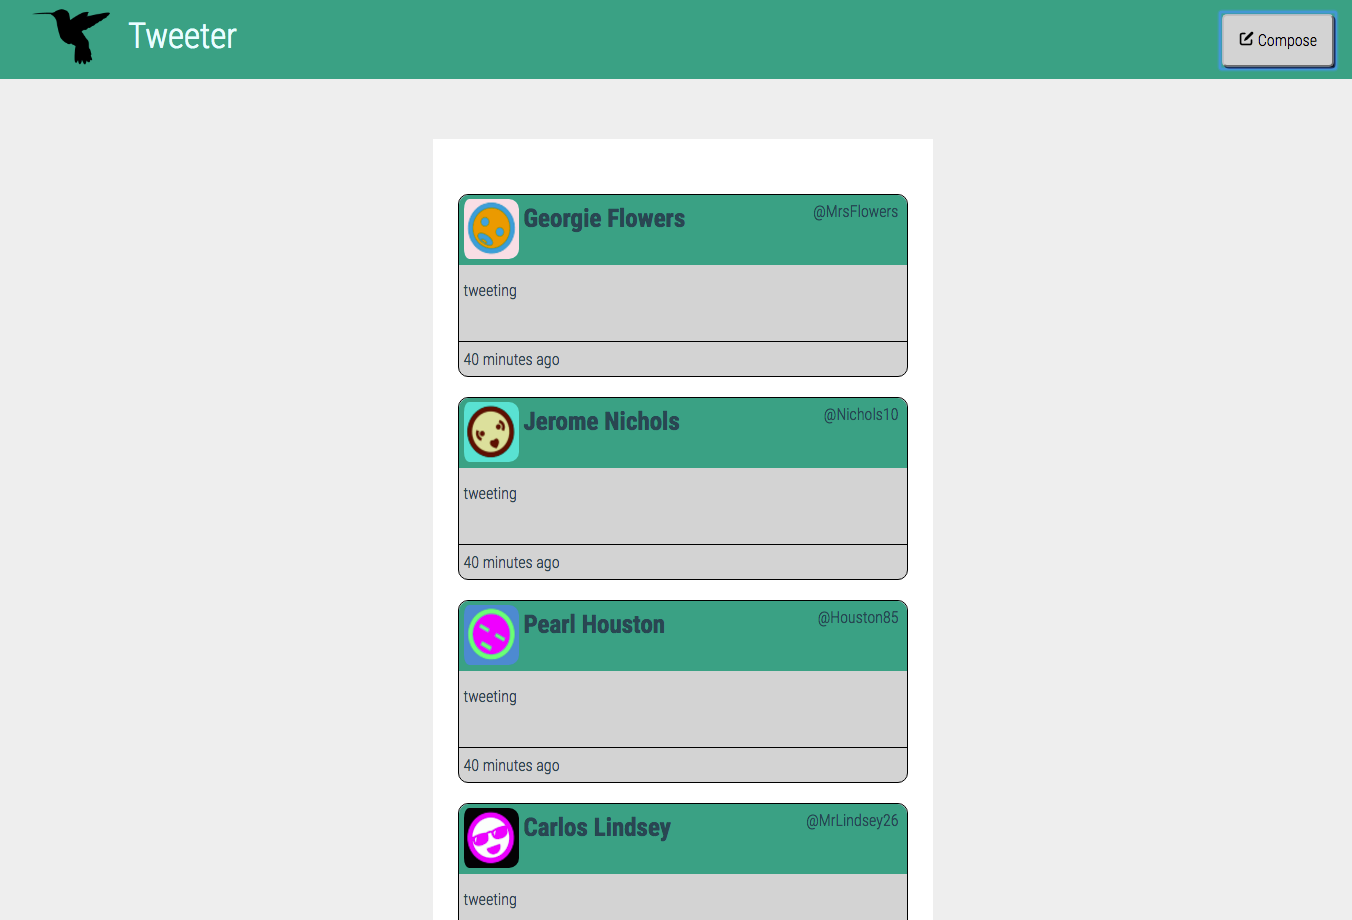 Tweeter
Compose
Georgie Flowers
@MrsFlowers
tweeting
40 minutes ago
Jerome Nichols
@Nichols10
tweeting
40 minutes ago
Pearl Houston
@Houston85
tweeting
40 minutes ago
Carlos Lindsey
@MrLindsey26
tweeting